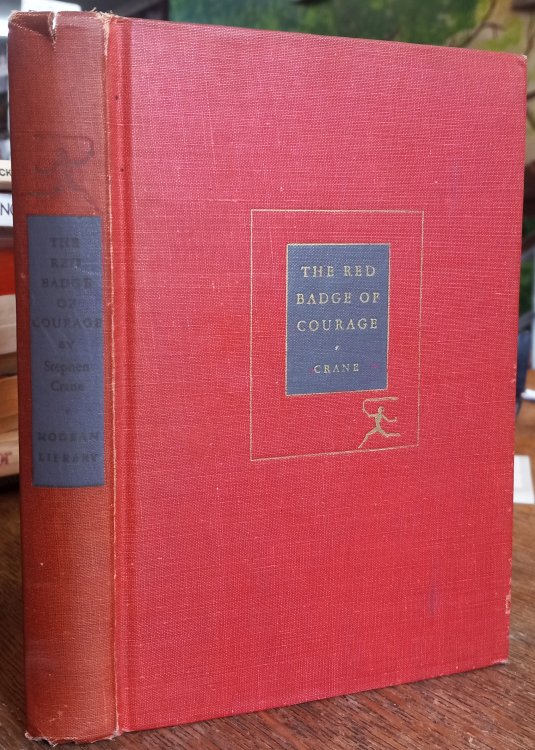 THE
RED
BADGE
OF
COURAGE
BY
Stephen
Crane
MODERN
LIBRARY
THE RED
BADGE OF
COURAGE
CRANE